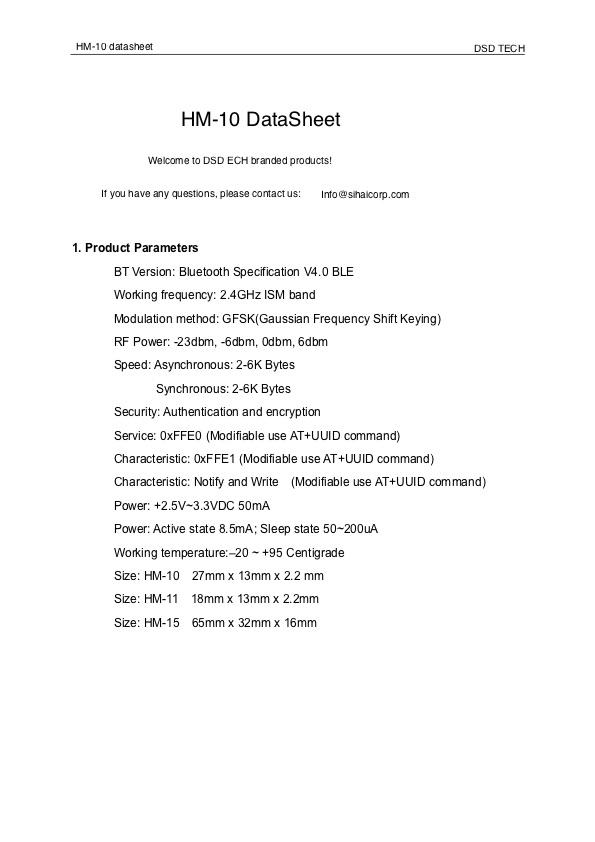 HM-10 datasheet DSD TECH
HM-10 DataSheet
Welcome to DSD ECH branded products!
If you have any questions, please contact us: Info@sihaicorp.com
1. Product Parameters
BT Version: Bluetooth Specification V4.0 BLE
Working frequency: 2.4GHz ISM band
Modulation method: GFSK(Gaussian Frequency Shift Keying)
RF Power: -23dbm, -6dbm, 0dbm, 6dbm
Speed: Asynchronous: 2-6K Bytes
Synchronous: 2-6K Bytes
Security: Authentication and encryption
Service: 0xFFE0 (Modifiable use AT+UUID command)
Characteristic: 0xFFE1 (Modifiable use AT+UUID command)
Characteristic: Notify and Write (Modifiable use AT+UUID command)
Power: +2.5V~3.3VDC 50mA
Power: Active state 8.5mA; Sleep state 50~200uA
Working temperature:–20 ~ +95 Centigrade
Size: HM-10 27mm x 13mm x 2.2 mm
Size: HM-11 18mm x 13mm x 2.2mm
Size: HM-15 65mm x 32mm x 16mm